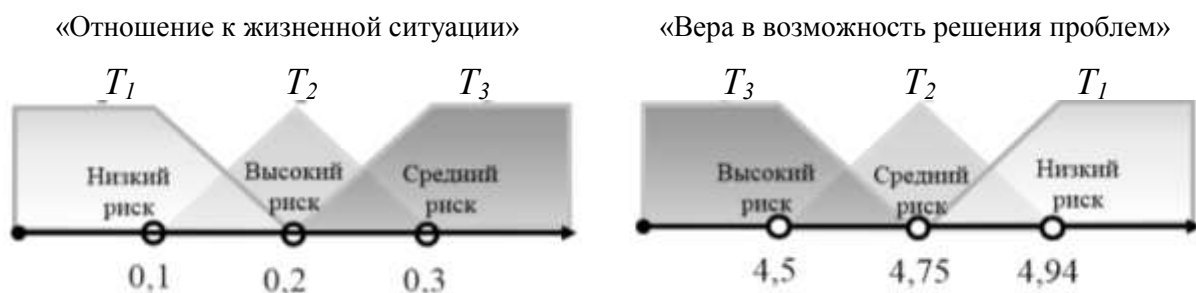 «Отношение к жизненной ситуации»
T1 T2 T3
Низкий риск
Высокий риск
Средний риск
0,1 0,2 0,3
«Вера в возможность решения проблем»
T3 T2 T1
Высокий риск
Средний риск
Низкий риск
4,5 4,75 4,94